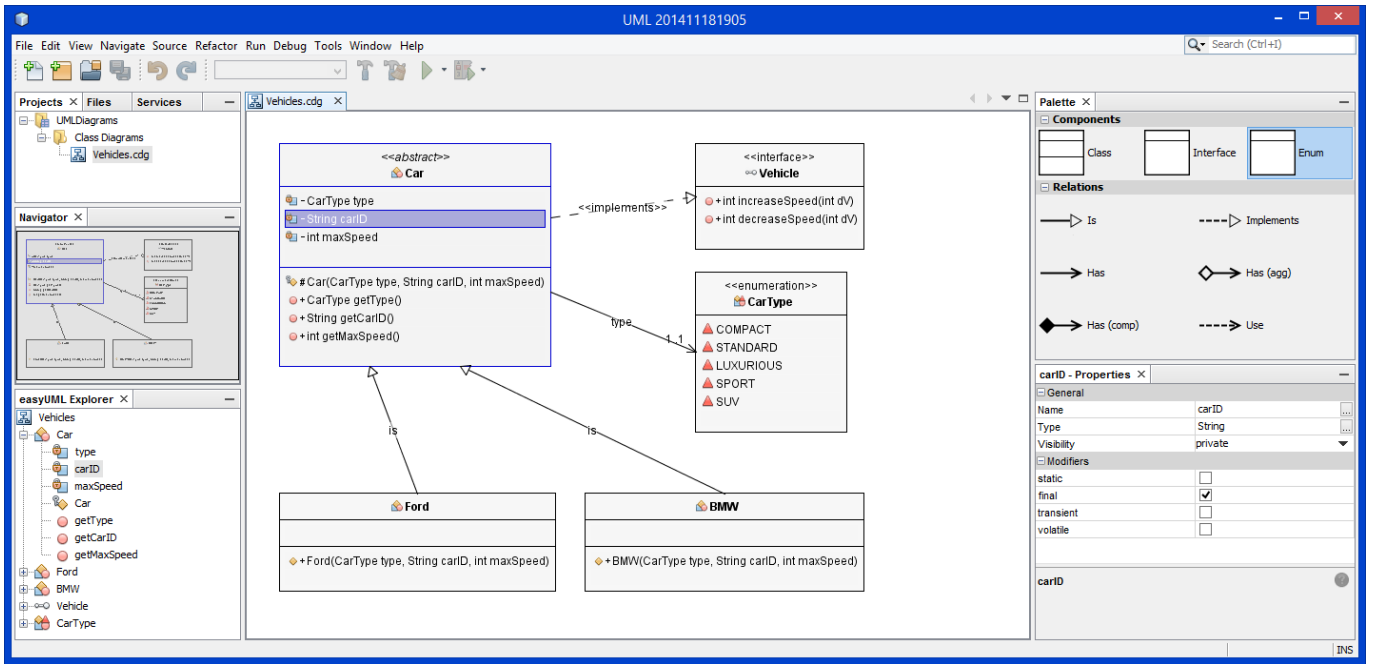 UML 201411181905
File Edit View Navigate Source Refactor Run Debug Tools Window Help
Search (Ctrl+I)
Projects Files Services
UMLDiagrams
Class Diagrams
Vehicles.cdg
Navigator
easyUML Explorer
Vehicles
Car
type
carID
maxSpeed
Car
getType
getCarID
getMaxSpeed
Ford
BMW
Vehicle
CarType
Vehicles.cdg
<<abstract>>
Car
- CarType type
- String carID
- int maxSpeed
# Car(CarType type, String carID, int maxSpeed)
+ CarType getType()
+ String getCarID()
+ int getMaxSpeed()
<<implements>>
<<interface>>
Vehicle
+ int increaseSpeed(int dV)
+ int decreaseSpeed(int dV)
type
1..1
<<enumeration>>
CarType
COMPACT
STANDARD
LUXURIOUS
SPORT
SUV
is
is
Ford
+ Ford(CarType type, String carID, int maxSpeed)
BMW
+ BMW(CarType type, String carID, int maxSpeed)
Palette
Components
Class Interface Enum
Relations
Is Implements
Has Has (agg)
Has (comp) Use
carID - Properties
General
Name carID ...
Type String ...
Visibility private
Modifiers
static
final
transient
volatile
carID
INS